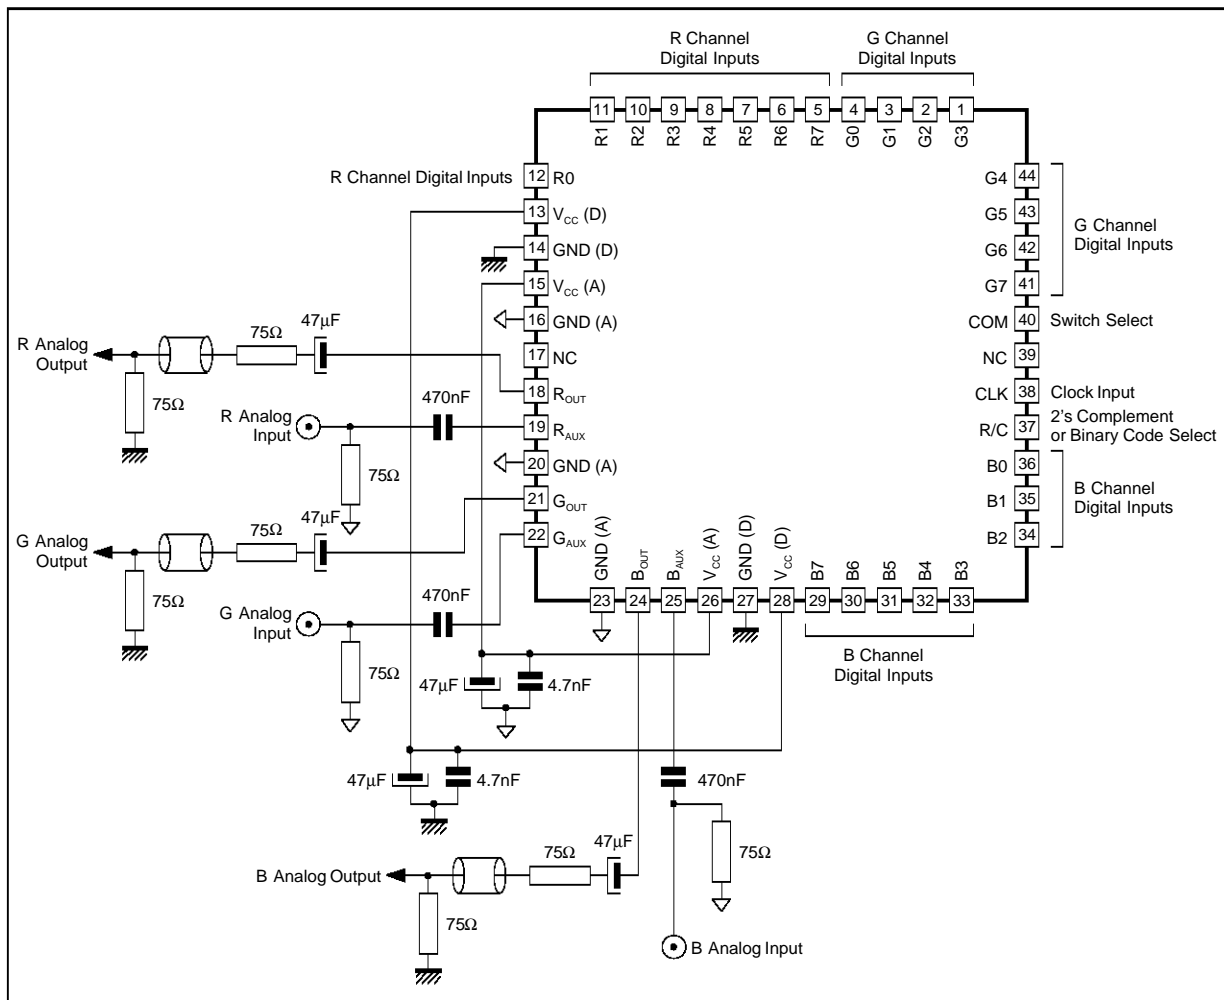 R Channel
Digital Inputs
G Channel
Digital Inputs
11 10 9 8 7 6 5 4 3 2 1
R1 R2 R3 R4 R5 R6 R7 G0 G1 G2 G3
R Channel Digital Inputs 12 R0
13 VCC (D)
14 GND (D)
15 VCC (A)
16 GND (A)
17 NC
18 ROUT
19 RAUX
20 GND (A)
21 GOUT
22 GAUX
G4 44
G5 43
G6 42
G7 41
G Channel
Digital Inputs
COM 40 Switch Select
NC 39
CLK 38 Clock Input
R/C 37 2's Complement
or Binary Code Select
B0 36
B1 35
B2 34
B Channel
Digital Inputs
R Analog
Output
75Ω
47µF
75Ω
R Analog
Input
470nF
75Ω
G Analog
Output
75Ω
47µF
75Ω
G Analog
Input
470nF
75Ω
GND (A) BOUT BAUX VCC (A) GND (D) VCC (D) B7 B6 B5 B4 B3
23 24 25 26 27 28 29 30 31 32 33
B Channel
Digital Inputs
47µF
4.7nF
47µF
4.7nF
470nF
75Ω
B Analog Output
75Ω
47µF
75Ω
B Analog Input